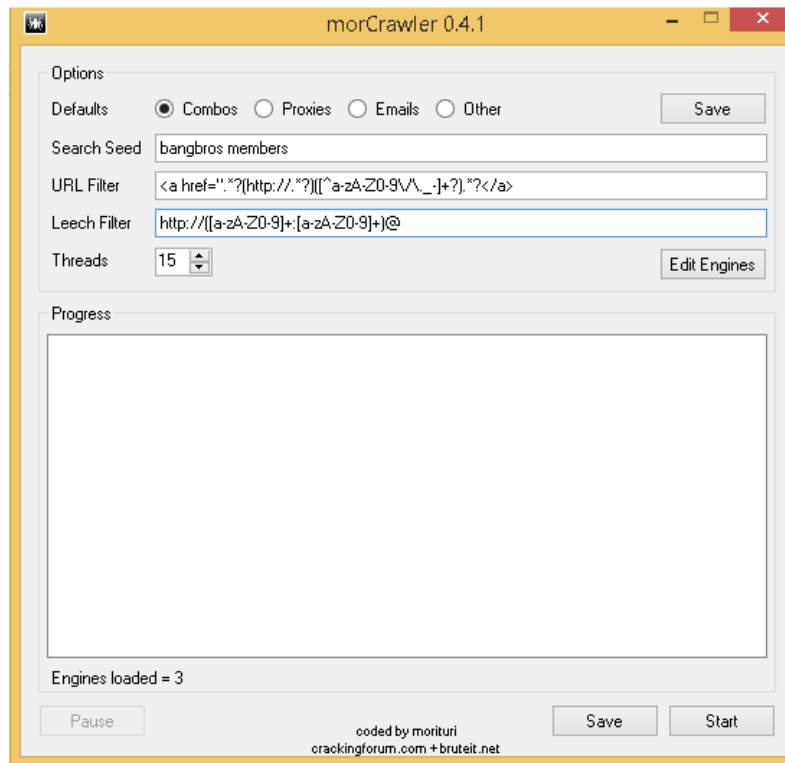 morCrawler 0.4.1
Options
Defaults Combos Proxies Emails Other Save
Search Seed bangbros members
URL Filter <a href=".*?(http://.*?)([^a-zA-Z0-9\/\._-]+?).*?</a>
Leech Filter http://([a-zA-Z0-9]+:[a-zA-Z0-9]+)@
Threads 15 Edit Engines
Progress
Engines loaded = 3
Pause Save Start
coded by morituri
crackingforum.com + bruteit.net